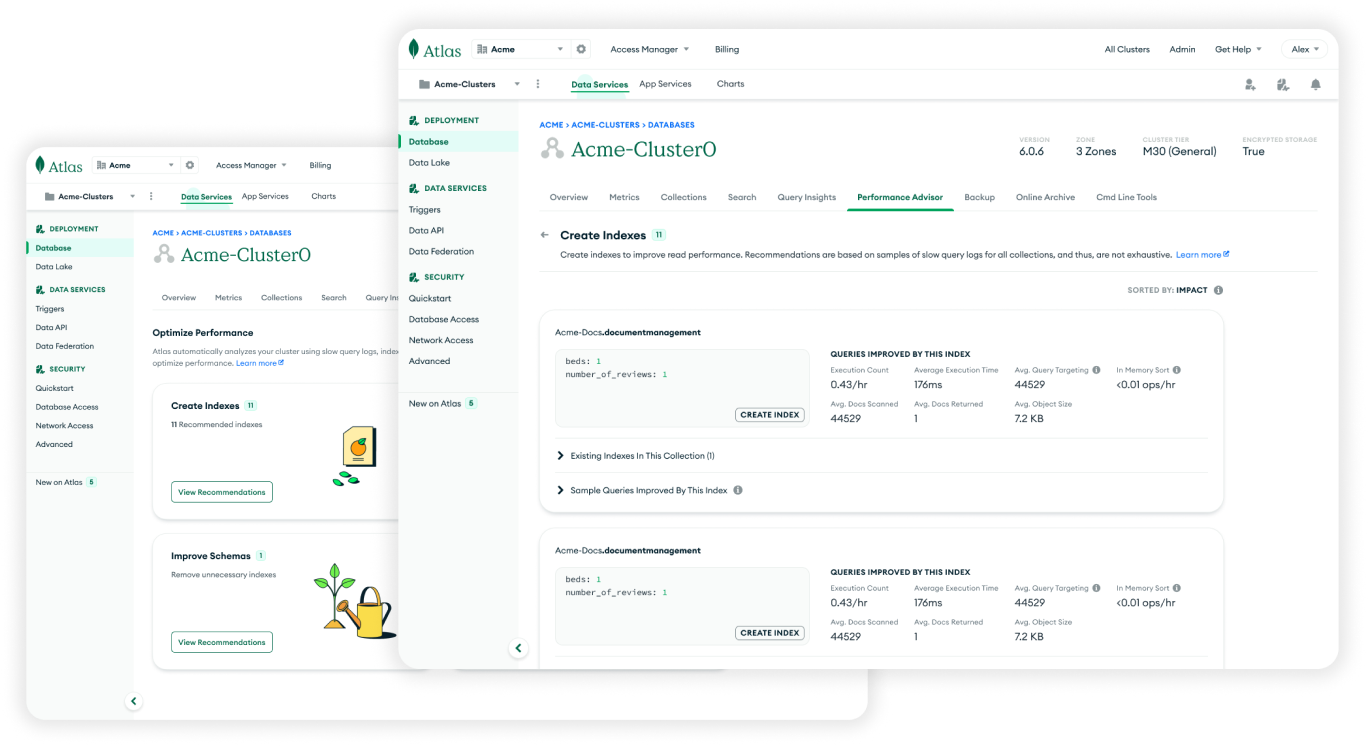 Atlas
Acme
Access Manager
Billing
All Clusters
Admin
Get Help
Alex
Acme-Clusters
Data Services
App Services
Charts
DEPLOYMENT
Database
Data Lake
DATA SERVICES
Triggers
Data API
Data Federation
SECURITY
Quickstart
Database Access
Network Access
Advanced
New on Atlas 5
ACME > ACME-CLUSTERS > DATABASES
Acme-Cluster0
VERSION
6.0.6
ZONE
3 Zones
CLUSTER TIER
M30 (General)
ENCRYPTED STORAGE
True
Overview
Metrics
Collections
Search
Query Insights
Performance Advisor
Backup
Online Archive
Cmd Line Tools
Create Indexes 11
Create indexes to improve read performance. Recommendations are based on samples of slow query logs for all collections, and thus, are not exhaustive. Learn more
SORTED BY: IMPACT
Acme-Docs.documentmanagement
beds: 1
number_of_reviews: 1
CREATE INDEX
QUERIES IMPROVED BY THIS INDEX
Execution Count
0.43/hr
Average Execution Time
176ms
Avg. Query Targeting
44529
In Memory Sort
<0.01 ops/hr
Avg. Docs Scanned
44529
Avg. Docs Returned
1
Avg. Object Size
7.2 KB
Existing Indexes In This Collection (1)
Sample Queries Improved By This Index
Acme-Docs.documentmanagement
beds: 1
number_of_reviews: 1
CREATE INDEX
QUERIES IMPROVED BY THIS INDEX
Execution Count
0.43/hr
Average Execution Time
176ms
Avg. Query Targeting
44529
In Memory Sort
<0.01 ops/hr
Avg. Docs Scanned
44529
Avg. Docs Returned
1
Avg. Object Size
7.2 KB
Atlas
Acme
Access Manager
Billing
Acme-Clusters
Data Services
App Services
Charts
DEPLOYMENT
Database
Data Lake
DATA SERVICES
Triggers
Data API
Data Federation
SECURITY
Quickstart
Database Access
Network Access
Advanced
New on Atlas 5
ACME > ACME-CLUSTERS > DATABASES
Acme-Cluster0
Overview
Metrics
Collections
Search
Query
Optimize Performance
Atlas automatically analyzes your cluster using slow query logs,
optimize performance. Learn more
Create Indexes 11
11 Recommended indexes
View Recommendations
Improve Schemas 1
Remove unnecessary indexes
View Recommendations